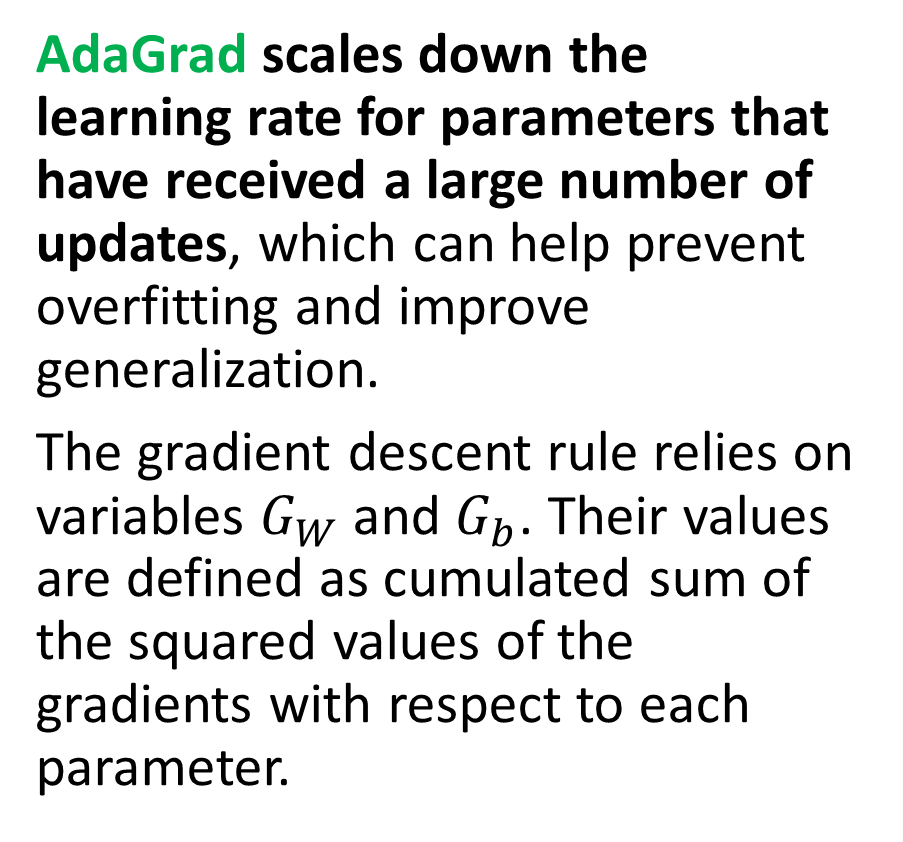 AdaGrad scales down the
learning rate for parameters that
have received a large number of
updates, which can help prevent
overfitting and improve
generalization.
The gradient descent rule relies on
variables G_W and G_b. Their values
are defined as cumulated sum of
the squared values of the
gradients with respect to each
parameter.